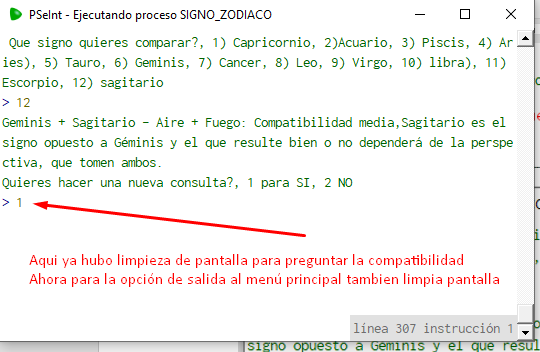 PSeInt - Ejecutando proceso SIGNO_ZODIACO
Que signo quieres comparar?, 1) Capricornio, 2)Acuario, 3) Piscis, 4) Ar
ies), 5) Tauro, 6) Geminis, 7) Cancer, 8) Leo, 9) Virgo, 10) libra), 11)
Escorpio, 12) sagitario
> 12
Geminis + Sagitario - Aire + Fuego: Compatibilidad media,Sagitario es el
signo opuesto a Géminis y el que resulte bien o no dependerá de la perspe
ctiva, que tomen ambos.
Quieres hacer una nueva consulta?, 1 para SI, 2 NO
> 1
Aqui ya hubo limpieza de pantalla para preguntar la compatibilidad
Ahora para la opción de salida al menú principal tambien limpia pantalla
línea 307 instrucción 1
signo opuesto a Géminis y el que resul